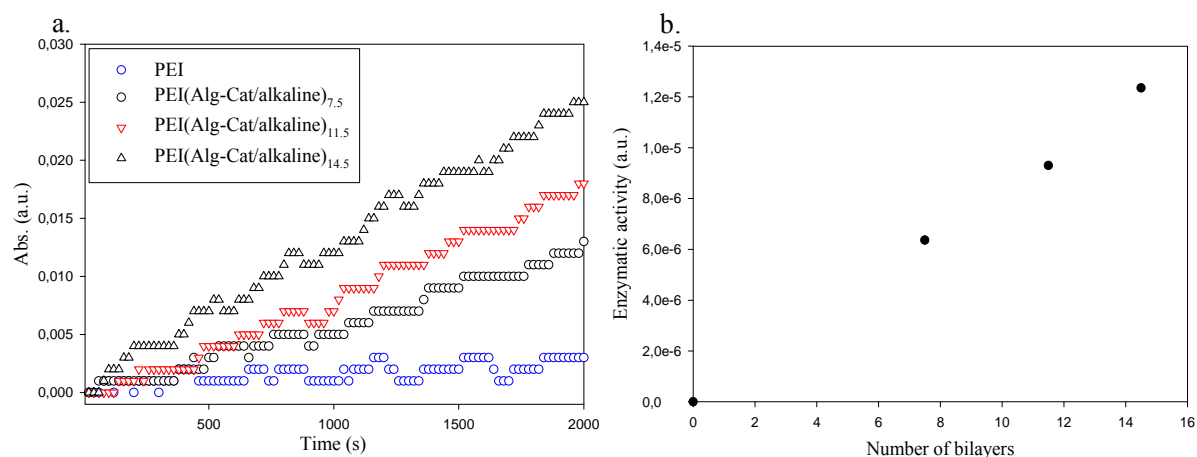 a.
0,030
0,025
0,020
0,015
0,010
0,005
0,000
Abs. (a.u.)
PEI
PEI(Alg-Cat/alkaline)7.5
PEI(Alg-Cat/alkaline)11.5
PEI(Alg-Cat/alkaline)14.5
500
1000
1500
2000
Time (s)
b.
1,4e-5
1,2e-5
1,0e-5
8,0e-6
6,0e-6
4,0e-6
2,0e-6
0,0
Enzymatic activity (a.u.)
0
2
4
6
8
10
12
14
16
Number of bilayers